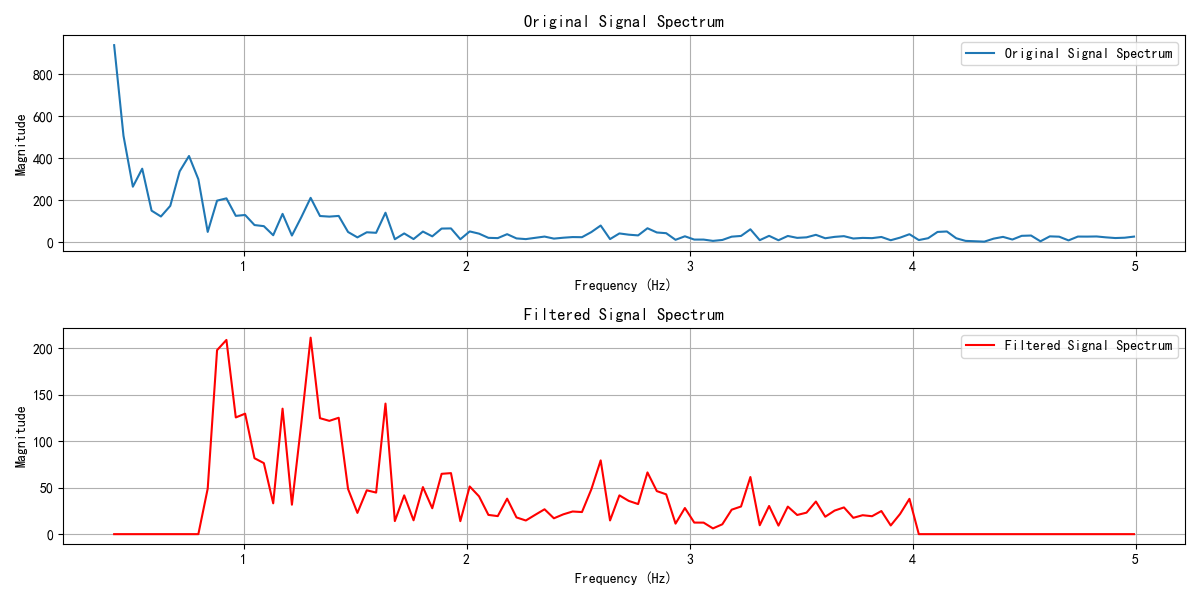 Original Signal Spectrum
Original Signal Spectrum
Magnitude
800
600
400
200
0
1 2 3 4 5
Frequency (Hz)
Filtered Signal Spectrum
Filtered Signal Spectrum
Magnitude
200
150
100
50
0
1 2 3 4 5
Frequency (Hz)